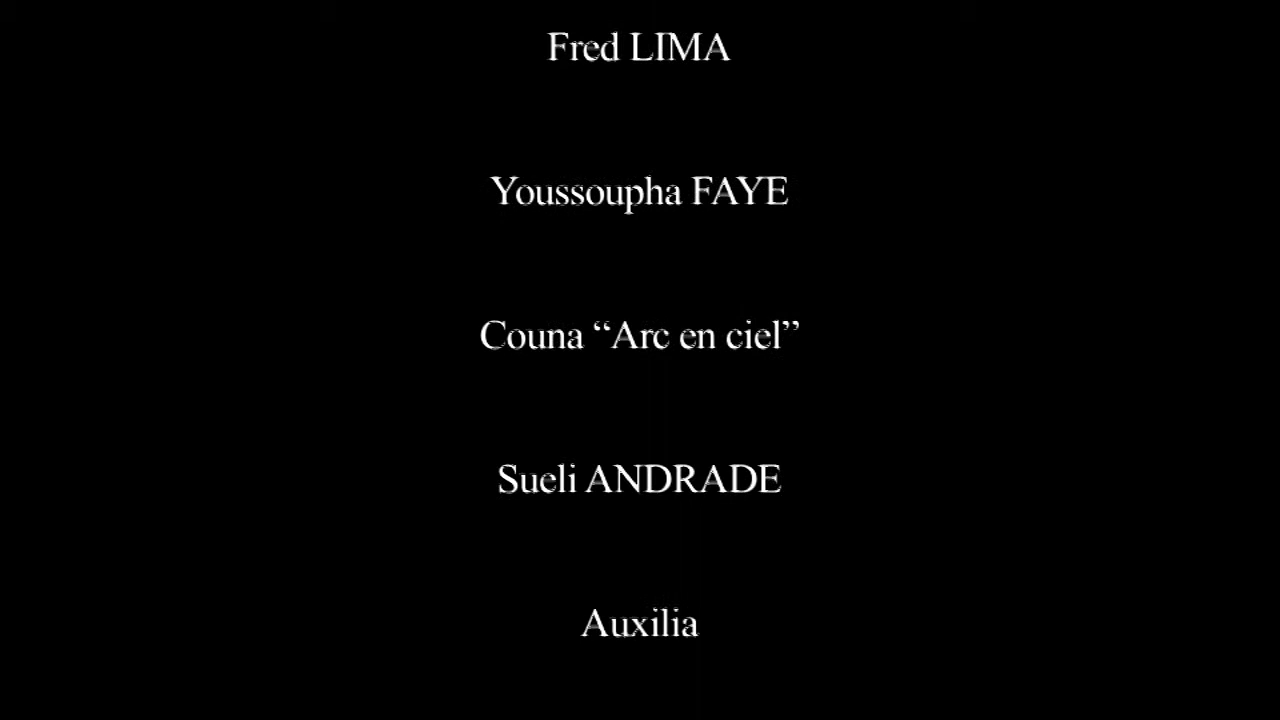 Fred LIMA
Youssoupha FAYE
Couna “Arc en ciel”
Sueli ANDRADE
Auxilia